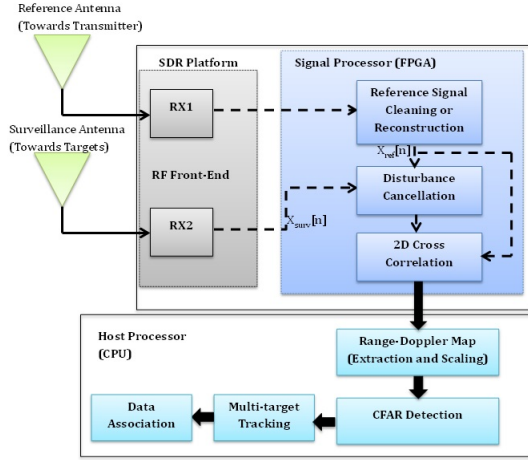 Reference Antenna
(Towards Transmitter)
SDR Platform
Signal Processor (FPGA)
RX1
Reference Signal
Cleaning or
Reconstruction
Surveillance Antenna
(Towards Targets)
RF Front-End
Xref[n]
Disturbance
Cancellation
RX2
Xsurv[n]
2D Cross
Correlation
Host Processor
(CPU)
Range-Doppler Map
(Extraction and Scaling)
Data
Association
Multi-target
Tracking
CFAR Detection